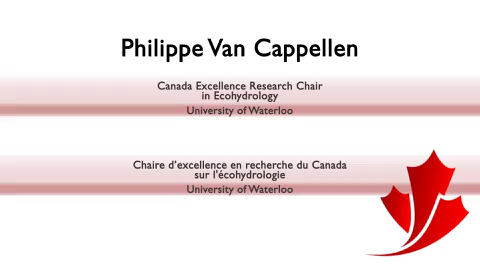 Philippe Van Cappellen
Canada Excellence Research Chair
in Ecohydrology
University of Waterloo
Chaire d'excellence en recherche du Canada
sur l'écohydrologie
University of Waterloo